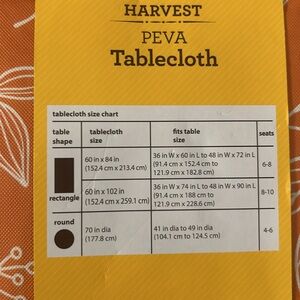 HARVEST
PEVA
Tablecloth
tablecloth size chart
table shape tablecloth size fits table size seats
60 in x 84 in
(152.4 cm x 213.4 cm)
36 in W x 60 in L to 48 in W x 72 in L
(91.4 cm x 152.4 cm to
121.9 cm x 182.8 cm)
6-8
rectangle
60 in x 102 in
(152.4 cm x 259.1 cm)
36 in W x 74 in L to 48 in W x 90 in L
(91.4 cm x 188 cm to
121.9 cm x 228.6 cm)
8-10
round
70 in dia
(177.8 cm)
41 in dia to 49 in dia
(104.1 cm to 124.5 cm)
4-6